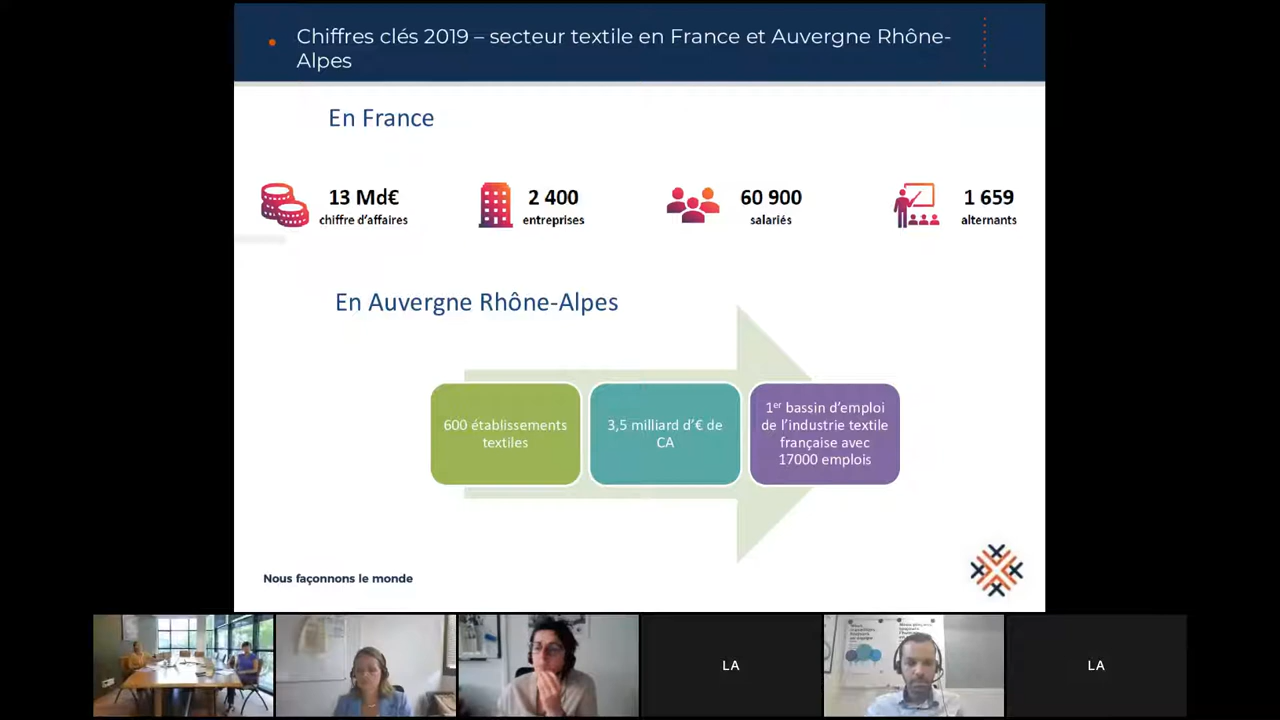 Chiffres clés 2019 – secteur textile en France et Auvergne Rhône-
Alpes
En France
13 Md€
chiffre d'affaires
2 400
entreprises
60 900
salariés
1 659
alternants
En Auvergne Rhône-Alpes
600 établissements
textiles
3,5 milliard d'€ de
CA
1er bassin d'emploi
de l'industrie textile
française avec
17000 emplois
Nous façonnons le monde
LA
LA